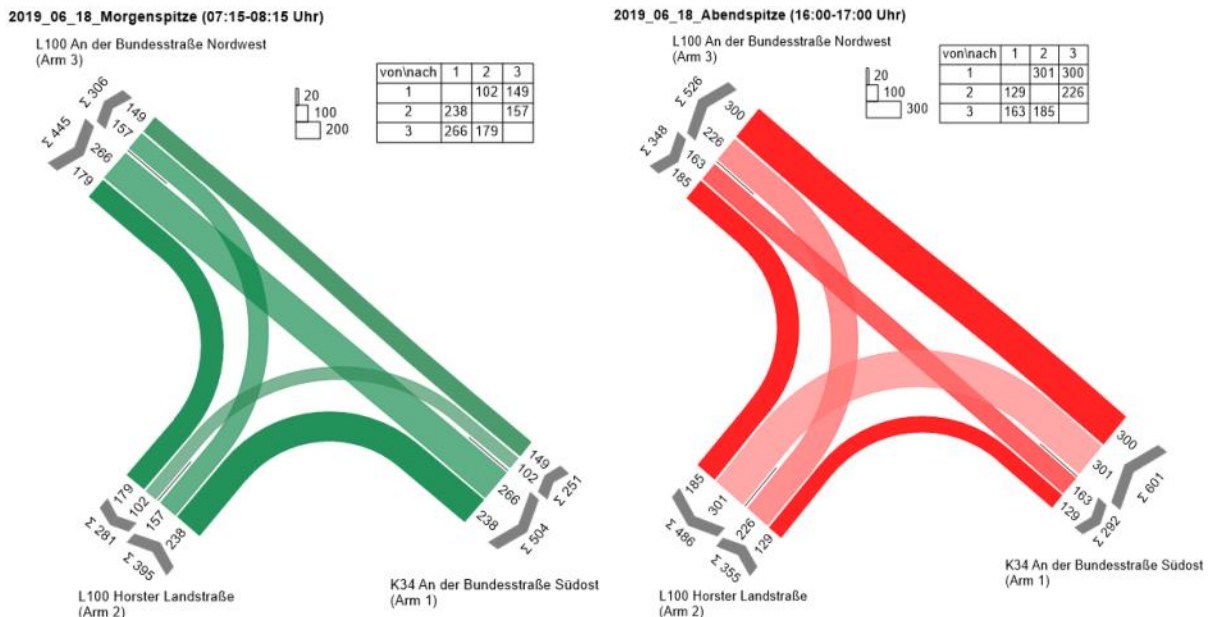 2019_06_18_Morgenspitze (07:15-08:15 Uhr)
L100 An der Bundesstraße Nordwest
(Arm 3)
von\nach 1 2 3
1 102 149
2 238 157
3 266 179
20
100
200
Σ 306
Σ 445
149
157
266
179
149
102
266
238
Σ 251
Σ 504
179
102
157
238
Σ 281
Σ 395
K34 An der Bundesstraße Südost
(Arm 1)
L100 Horster Landstraße
(Arm 2)
2019_06_18_Abendspitze (16:00-17:00 Uhr)
L100 An der Bundesstraße Nordwest
(Arm 3)
von\nach 1 2 3
1 301 300
2 129 226
3 163 185
20
100
300
Σ 526
Σ 348
300
226
163
185
300
301
163
129
Σ 601
Σ 292
185
301
226
129
Σ 486
Σ 355
K34 An der Bundesstraße Südost
(Arm 1)
L100 Horster Landstraße
(Arm 2)